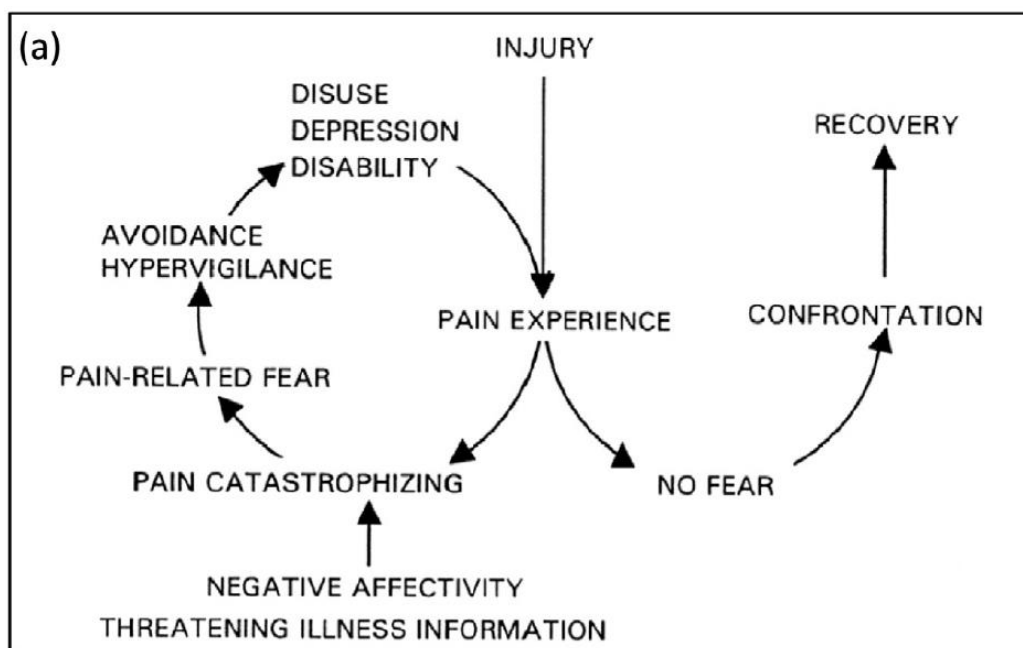 (a)
INJURY
DISUSE
DEPRESSION
DISABILITY
RECOVERY
AVOIDANCE
HYPERVIGILANCE
PAIN EXPERIENCE
CONFRONTATION
PAIN-RELATED FEAR
PAIN CATASTROPHIZING
NO FEAR
NEGATIVE AFFECTIVITY
THREATENING ILLNESS INFORMATION